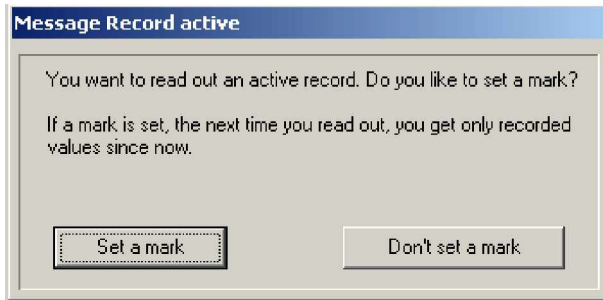 Message Record active
You want to read out an active record. Do you like to set a mark?
If a mark is set, the next time you read out, you get only recorded
values since now.
Set a mark
Don't set a mark